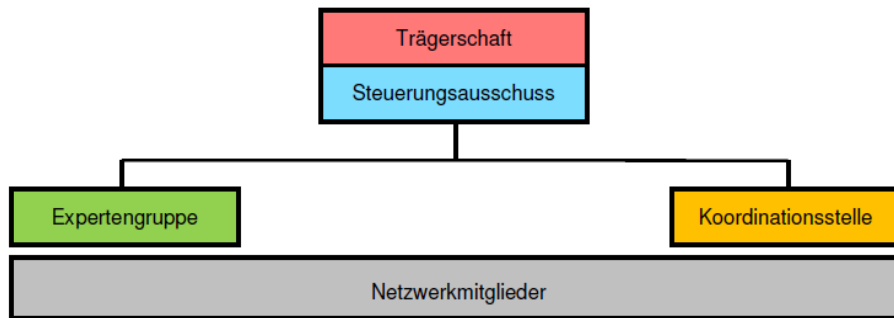 Trägerschaft
Steuerungsausschuss
Expertengruppe
Koordinationsstelle
Netzwerkmitglieder